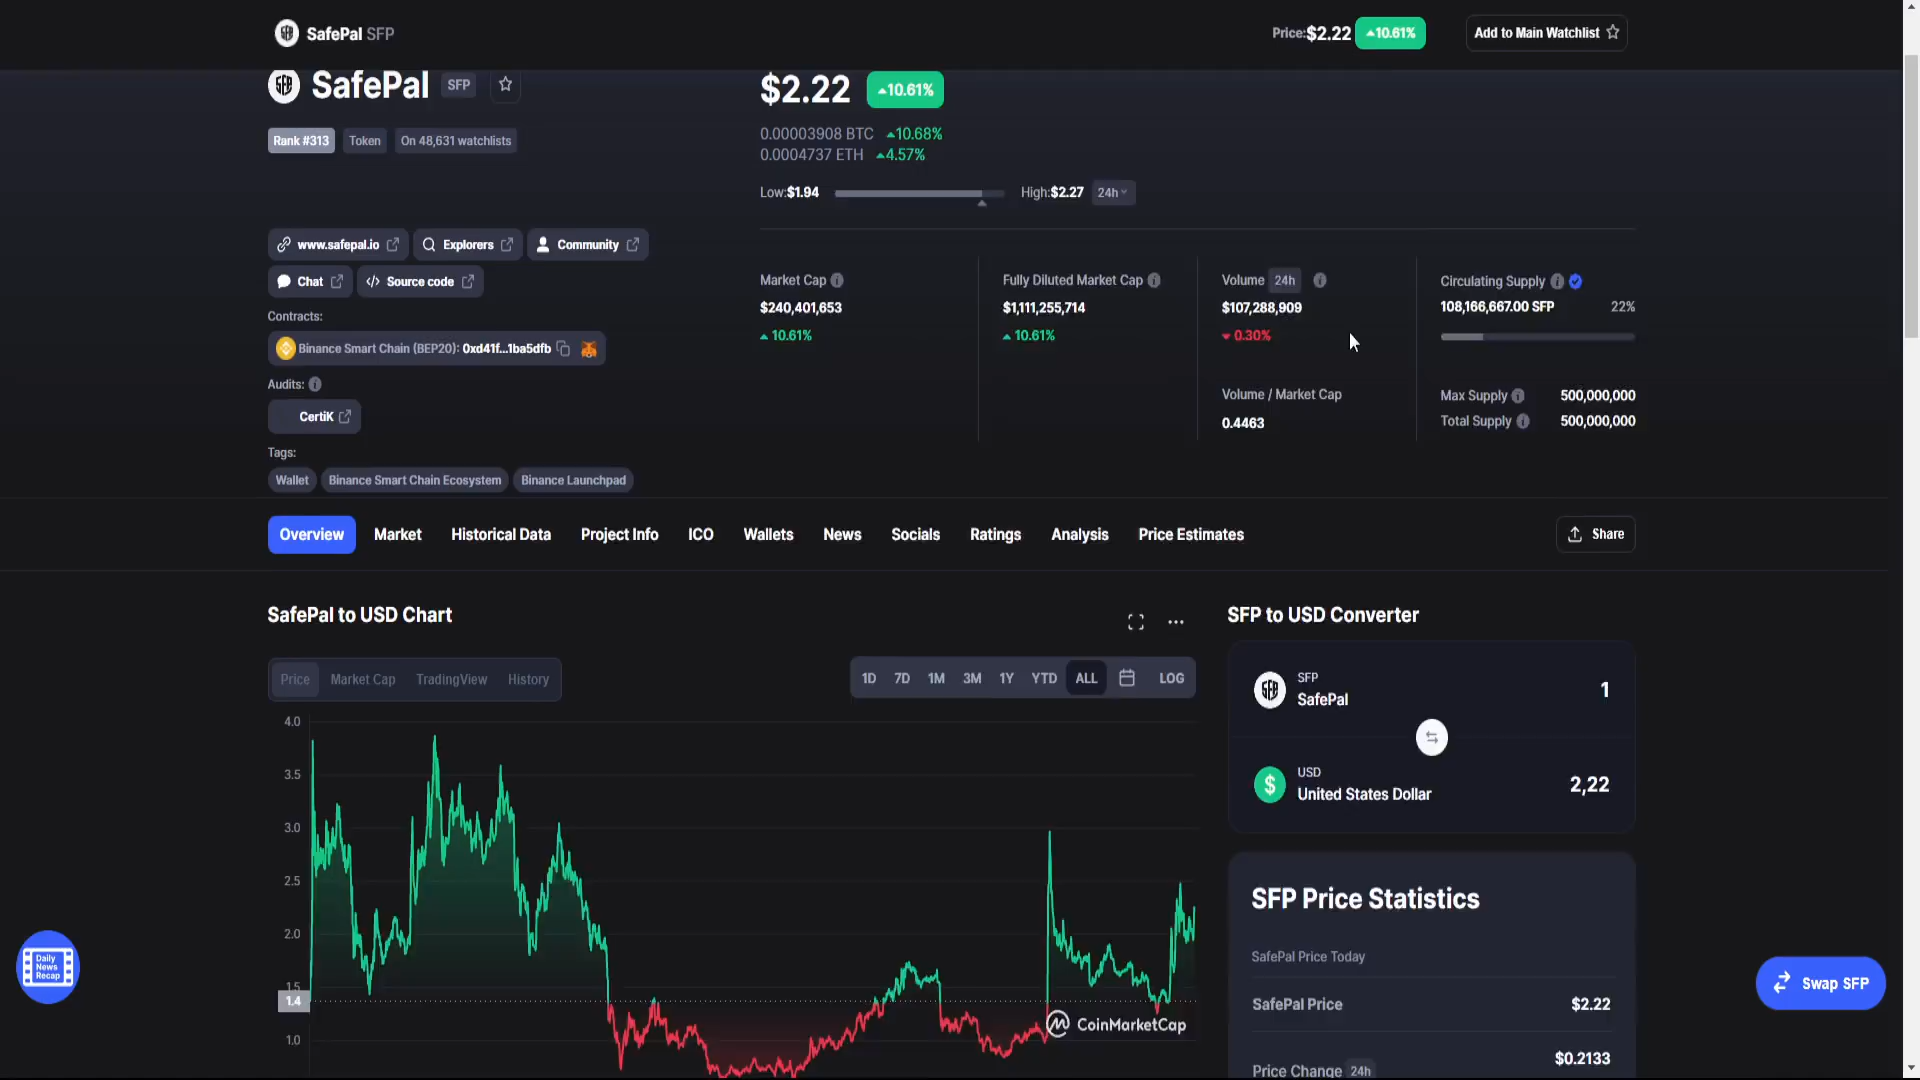 SafePal SFP
Price:$2.22 10.61%
Add to Main Watchlist
SafePal SFP
Rank #313 Token On 48,631 watchlists
$2.22 10.61%
0.00003908 BTC 10.68%
0.0004737 ETH 4.57%
Low:$1.94 High:$2.27 24h
www.safepal.io Explorers Community
Chat Source code
Contracts:
Binance Smart Chain (BEP20): 0xd41f...1ba5dfb
Audits:
CertiK
Tags:
Wallet Binance Smart Chain Ecosystem Binance Launchpad
Market Cap
$240,401,653
10.61%
Fully Diluted Market Cap
$1,111,255,714
10.61%
Volume 24h
$107,288,909
0.30%
Volume / Market Cap
0.4463
Circulating Supply
108,166,667.00 SFP 22%
Max Supply 500,000,000
Total Supply 500,000,000
Overview Market Historical Data Project Info ICO Wallets News Socials Ratings Analysis Price Estimates Share
SafePal to USD Chart
Price Market Cap TradingView History
1D 7D 1M 3M 1Y YTD ALL LOG
4.0
3.5
3.0
2.5
2.0
1.5
1.4
1.0
CoinMarketCap
SFP to USD Converter
SFP
SafePal 1
USD
United States Dollar 2,22
SFP Price Statistics
SafePal Price Today
SafePal Price $2.22
Price Change 24h $0.2133
Daily
News
Recap
Swap SFP